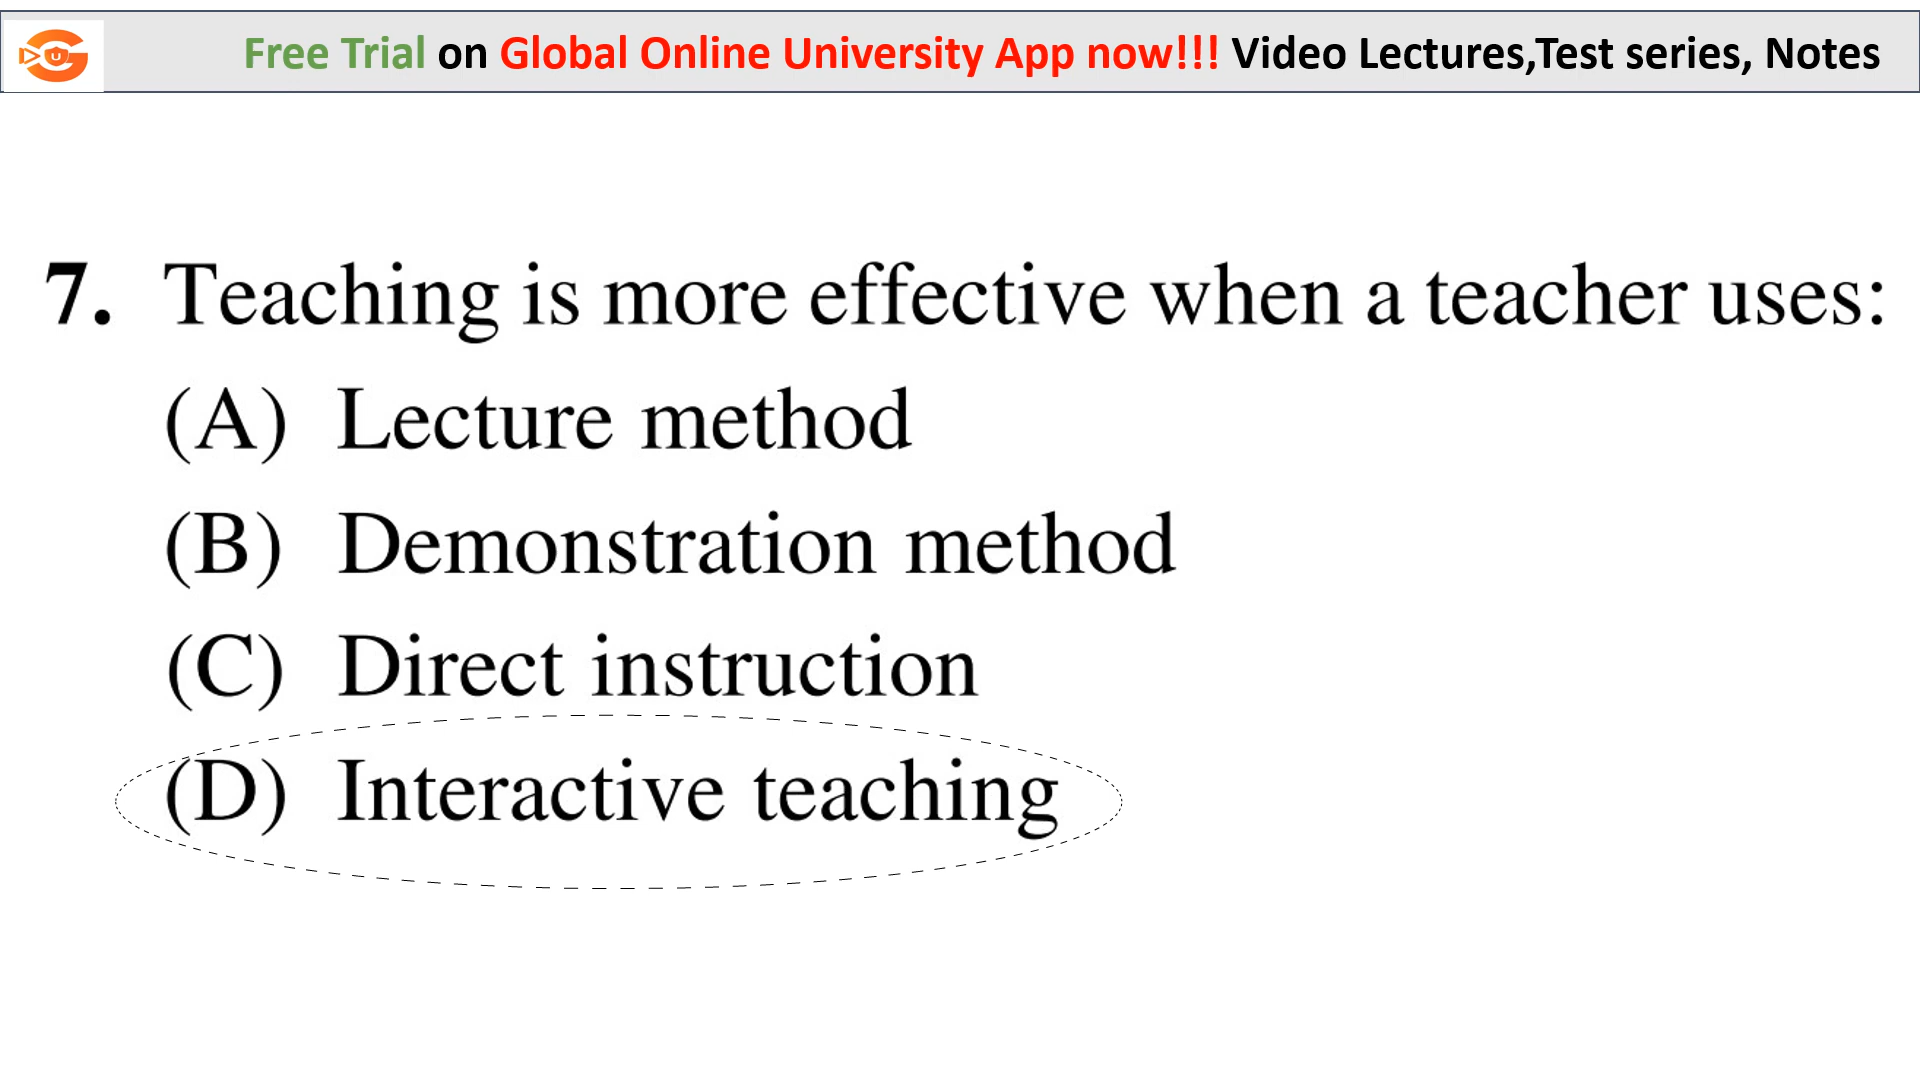 Free Trial on Global Online University App now!!! Video Lectures,Test series, Notes
7. Teaching is more effective when a teacher uses:
(A) Lecture method
(B) Demonstration method
(C) Direct instruction
(D) Interactive teaching